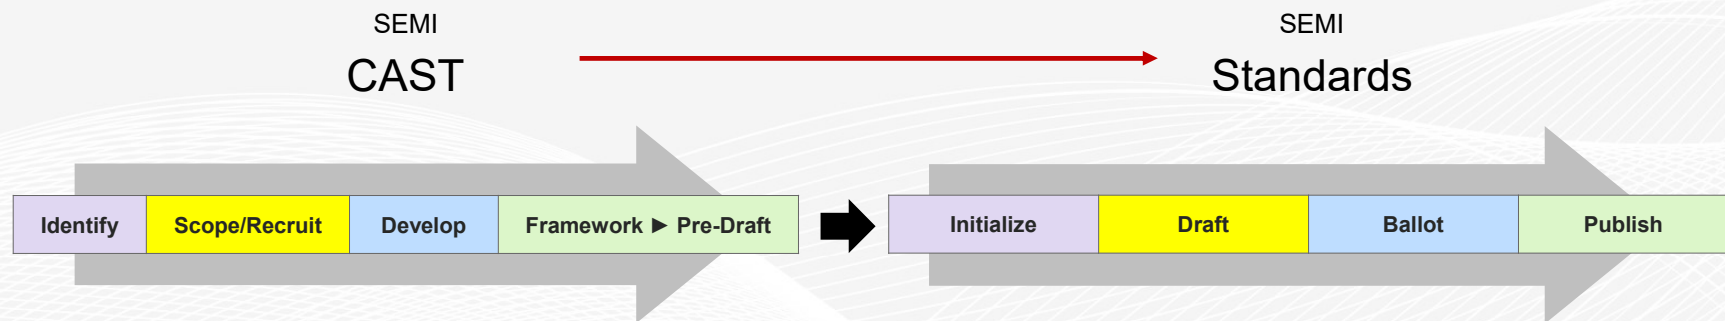 SEMI
CAST
SEMI
Standards
Identify
Scope/Recruit
Develop
Framework ► Pre-Draft
Initialize
Draft
Ballot
Publish